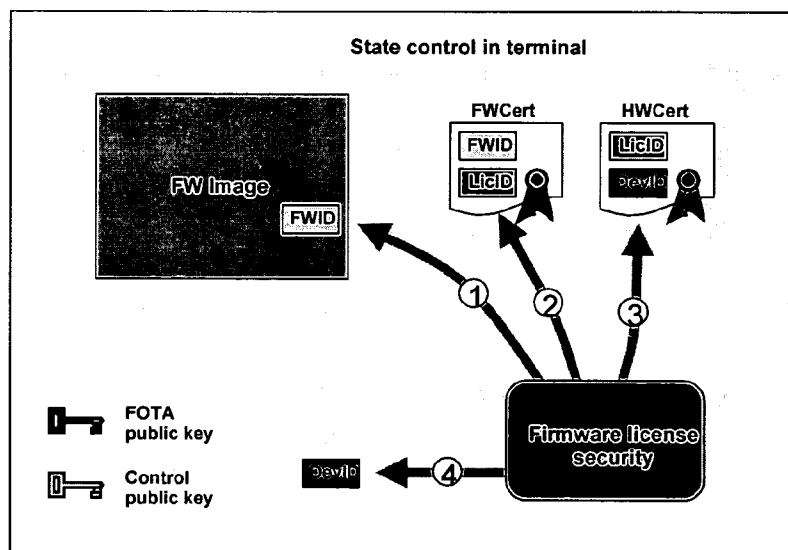 State control in terminal
FWCert
HWCert
FWID
LicID
LicID
DevID
FW Image
FWID
1
2
3
FOTA
public key
Control
public key
Firmware license
security
DevID
4